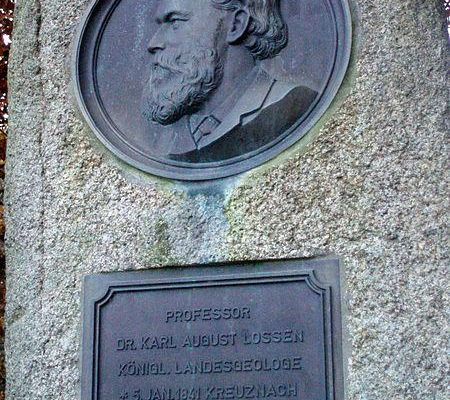 PROFESSOR
DR. KARL AUGUST LOSSEN
KÖNIGL. LANDESGEOLOGE
* 5. JAN. 1841 KREUZNACH